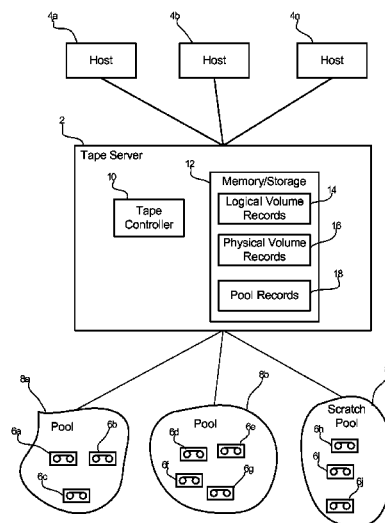 4a
4b
4n
Host
Host
Host
2
Tape Server
10
12
Memory/Storage
Tape
Controller
14
Logical Volume
Records
16
Physical Volume
Records
18
Pool Records
8a
8b
Pool
Pool
Scratch
Pool
6a
6b
6d
6e
6h
6c
6f
6g
6i
6j